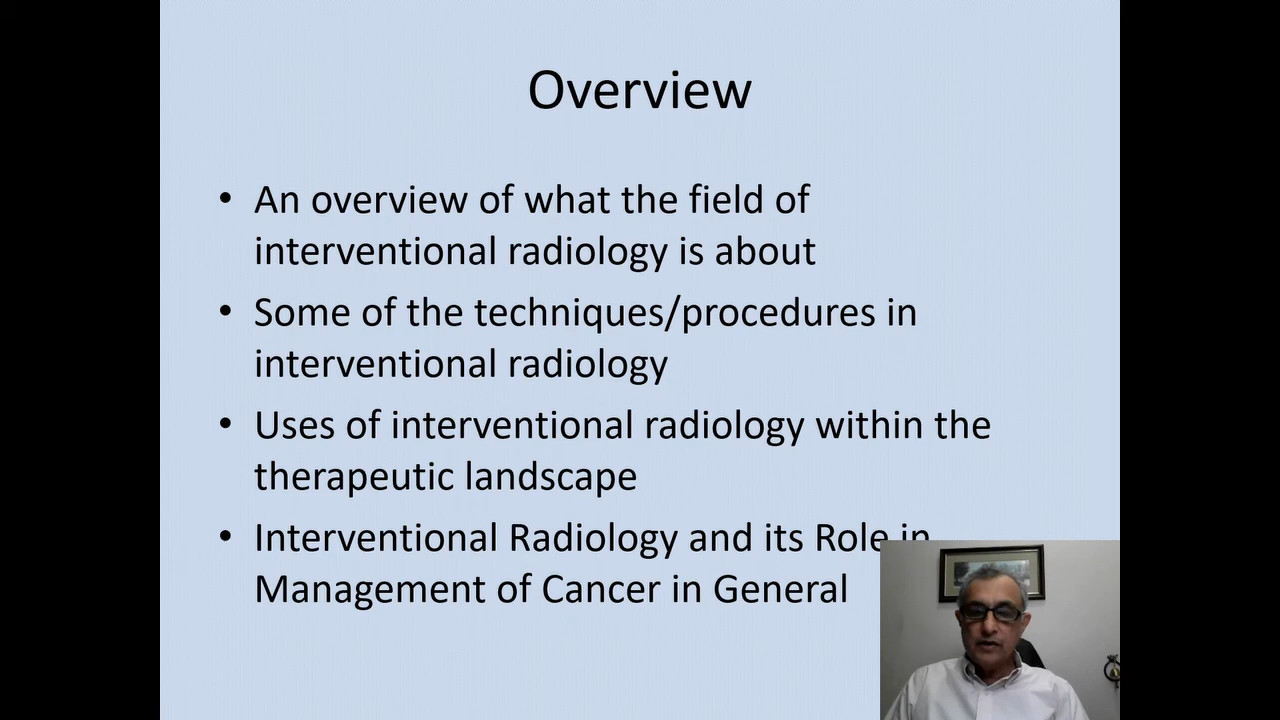 Overview
• An overview of what the field of
interventional radiology is about
• Some of the techniques/procedures in
interventional radiology
• Uses of interventional radiology within the
therapeutic landscape
• Interventional Radiology and its Role in
Management of Cancer in General